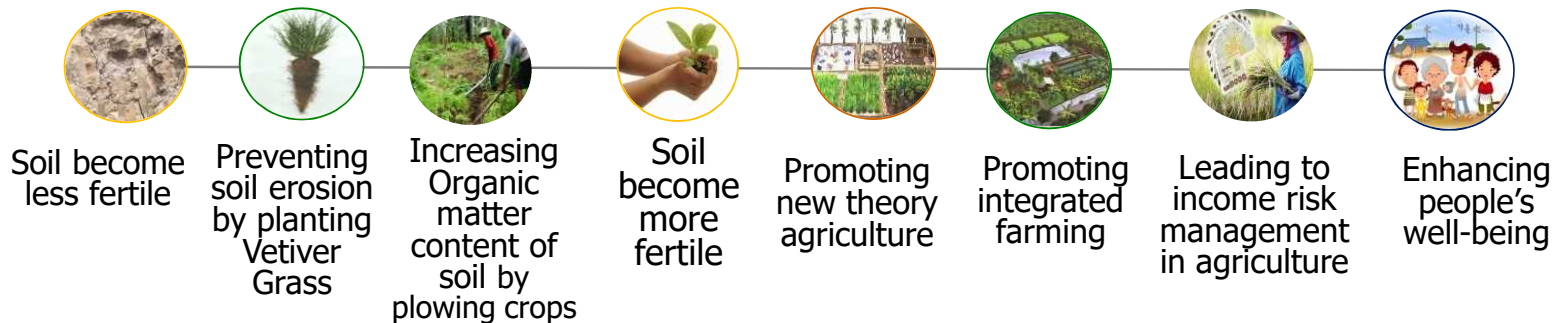 Soil become
less fertile
Preventing
soil erosion
by planting
Vetiver
Grass
Increasing
Organic
matter
content of
soil by
plowing crops
Soil
become
more
fertile
Promoting
new theory
agriculture
Promoting
integrated
farming
Leading to
income risk
management
in agriculture
Enhancing
people's
well-being